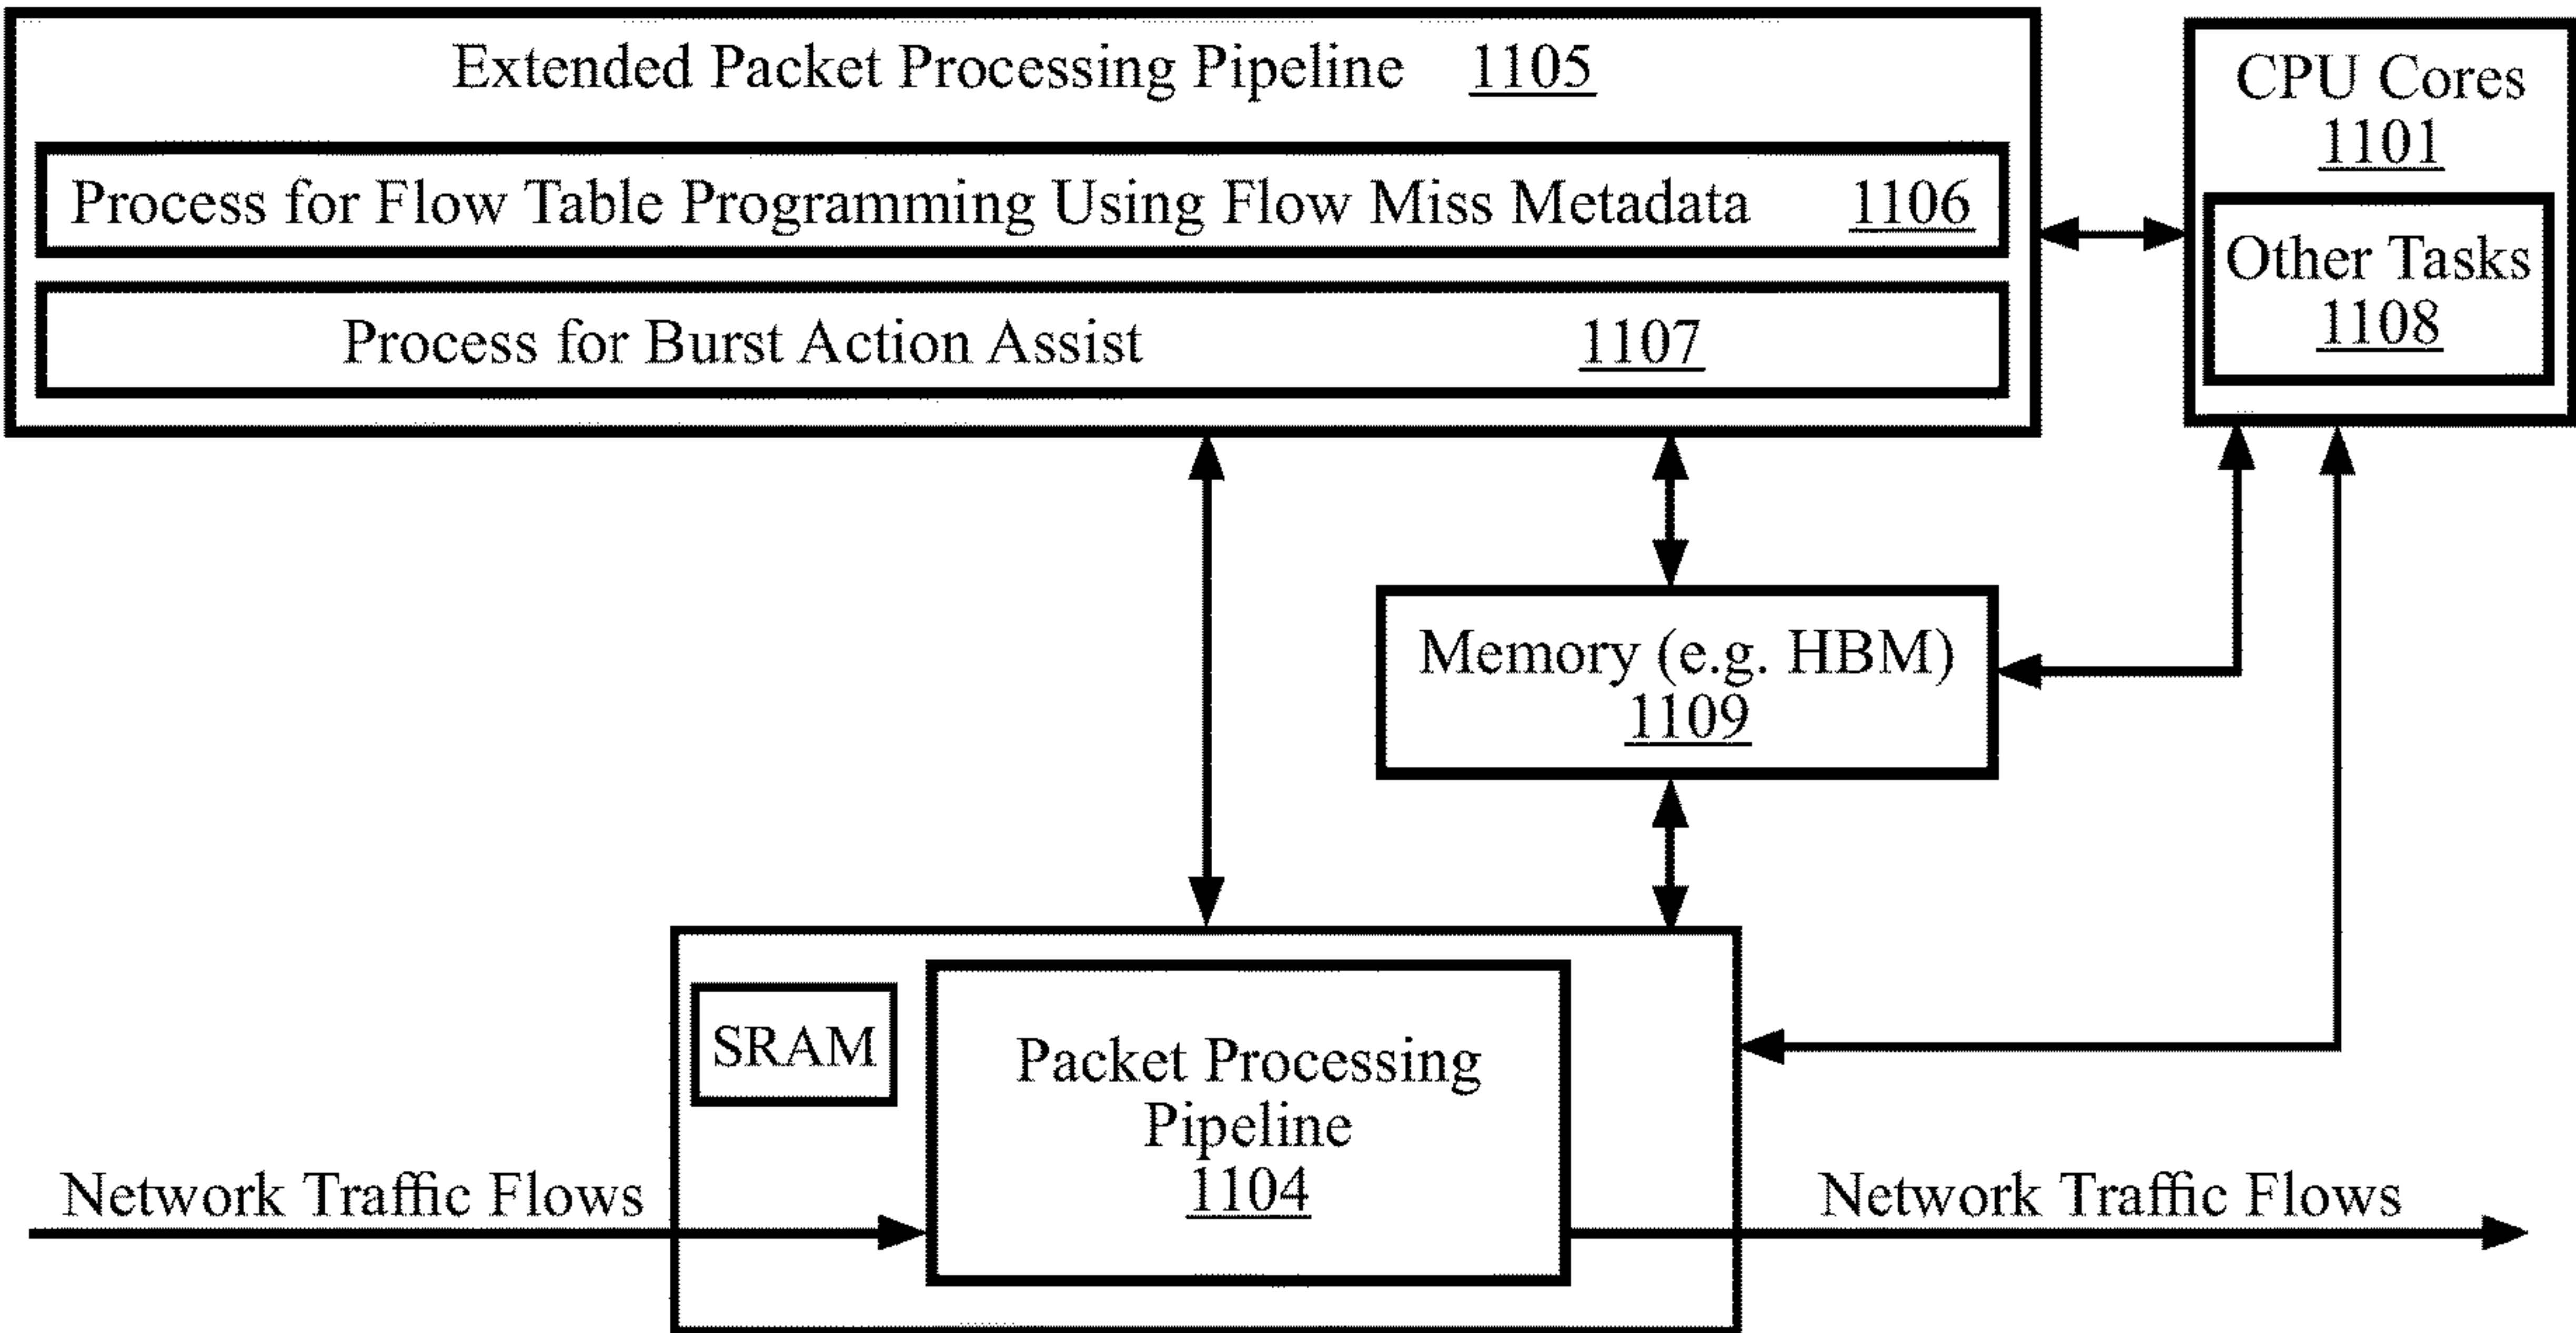 Extended Packet Processing Pipeline 1105
Process for Flow Table Programming Using Flow Miss Metadata 1106
Process for Burst Action Assist 1107
CPU Cores
1101
Other Tasks
1108
Memory (e.g. HBM)
1109
SRAM
Packet Processing
Pipeline
1104
Network Traffic Flows
Network Traffic Flows